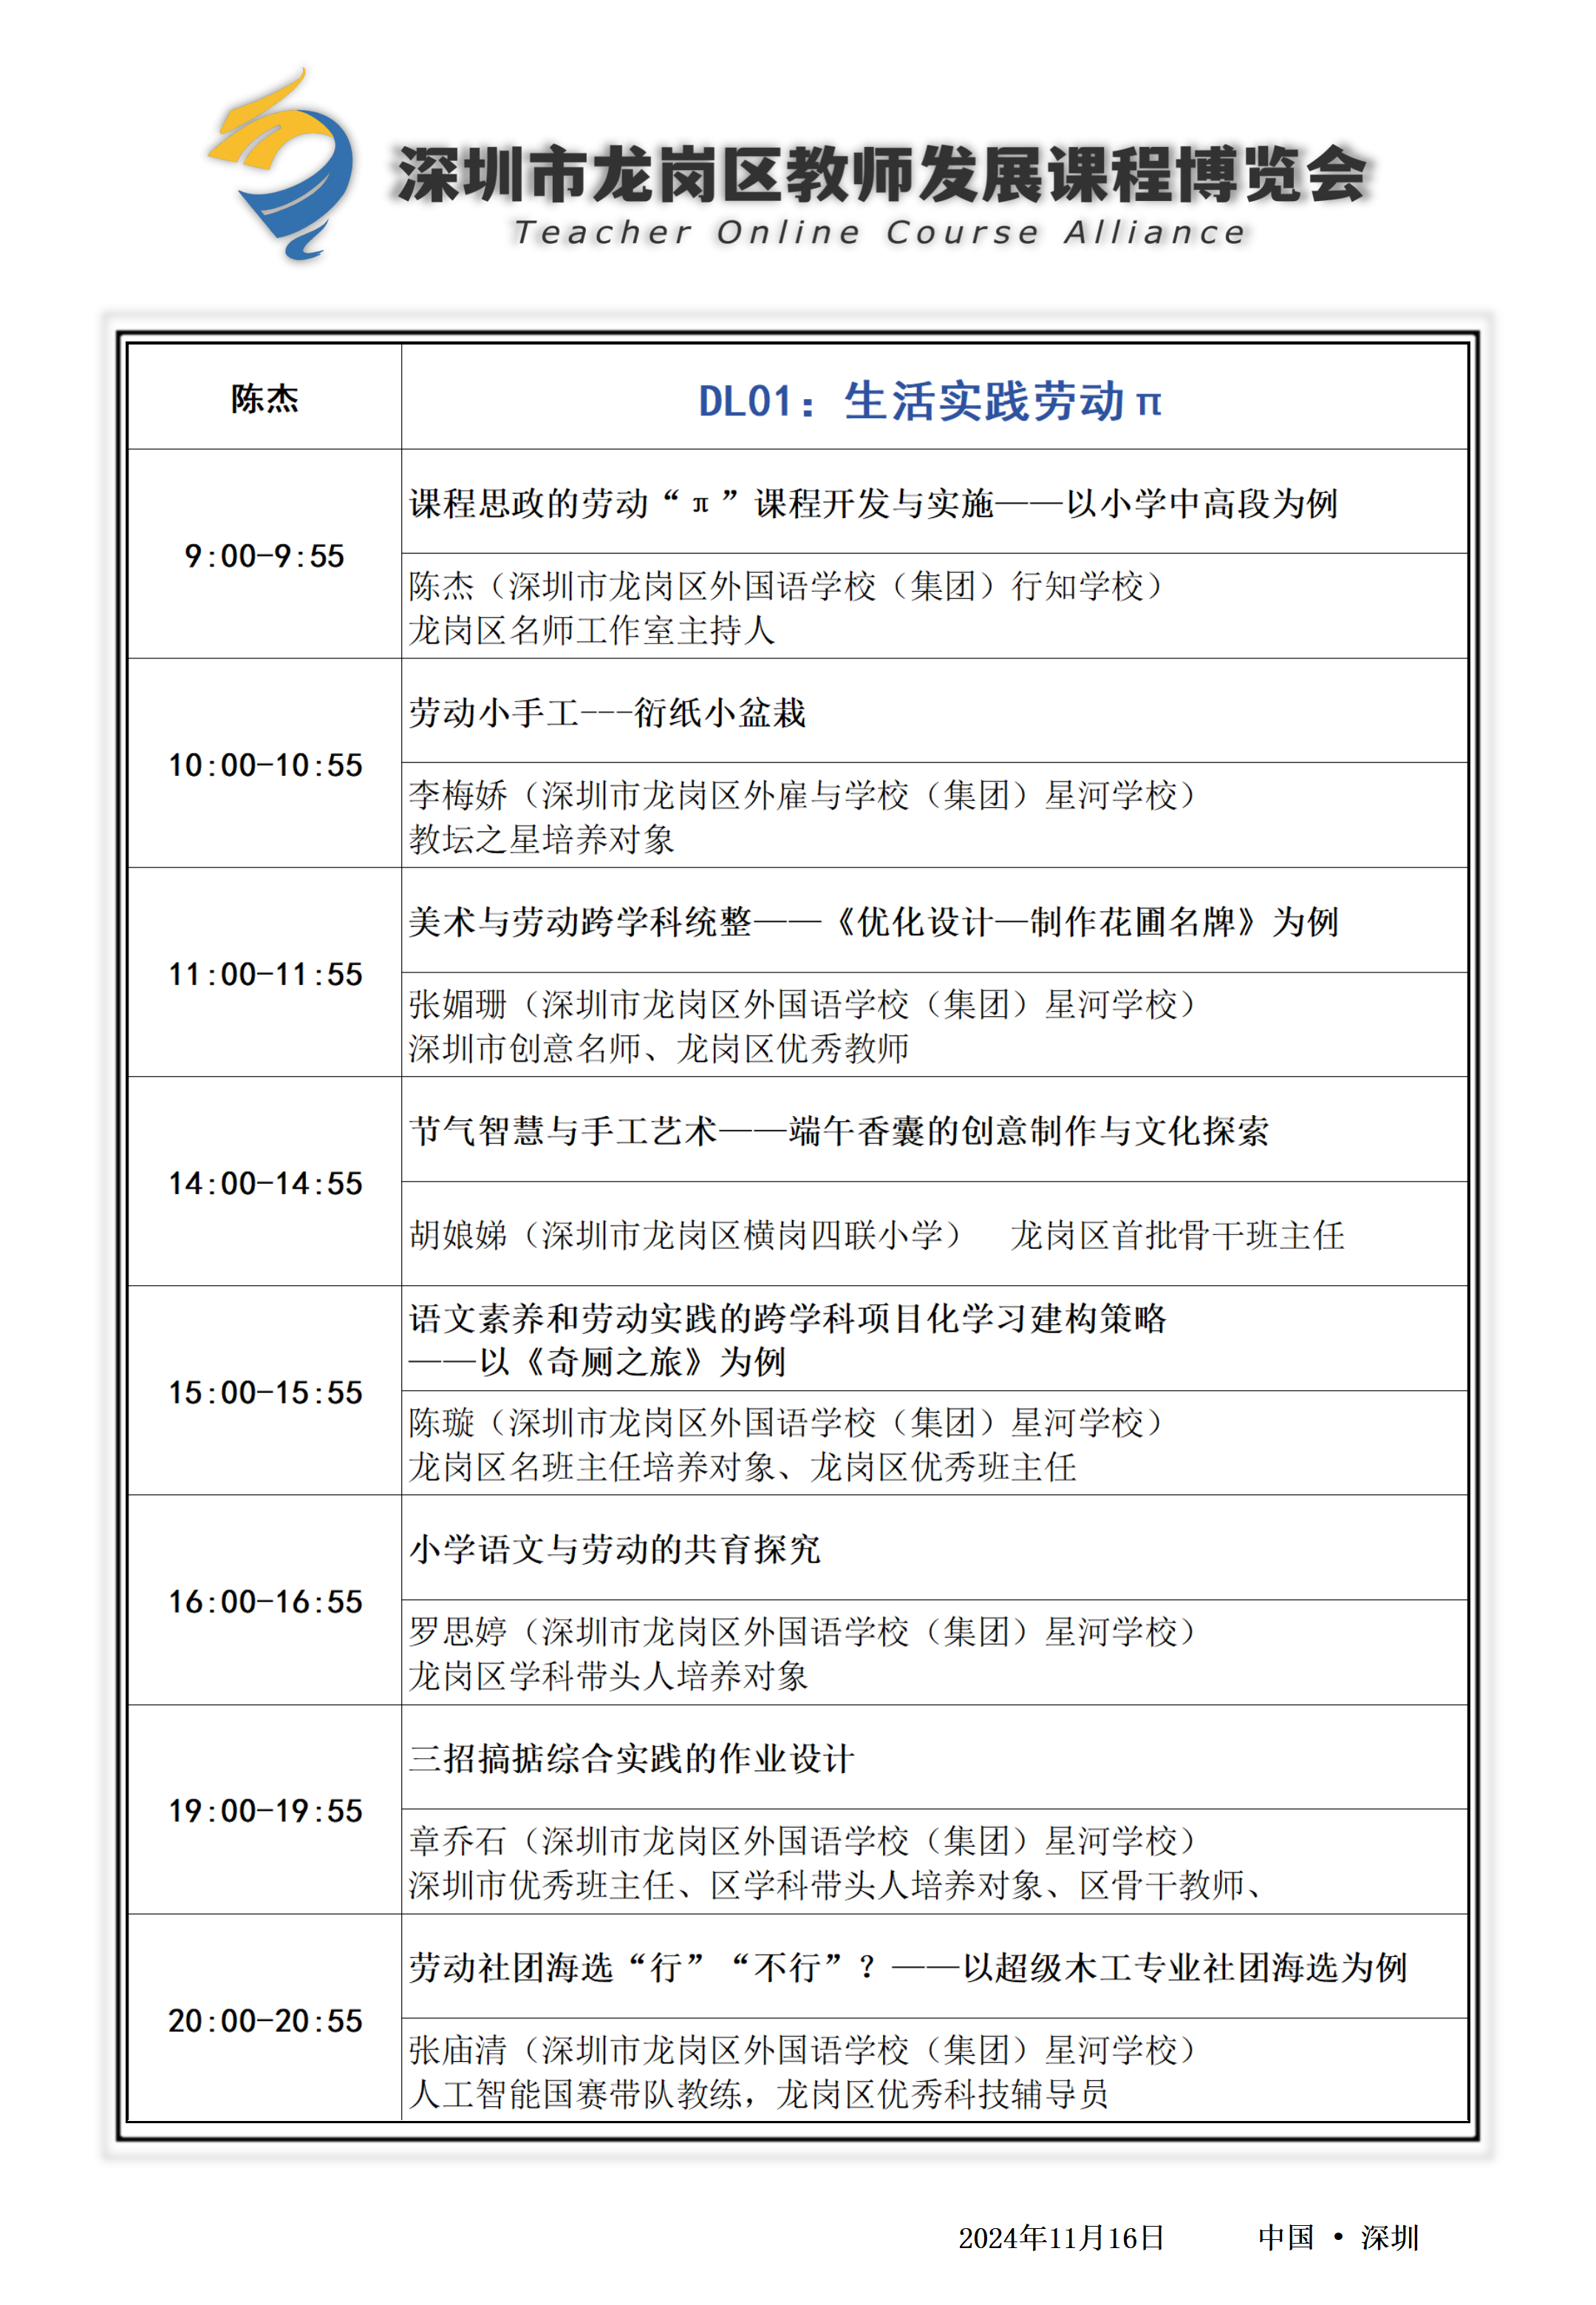 深圳市龙岗区教师发展课程博览会
Teacher Online Course Alliance
陈杰
DL01：生活实践劳动π
9:00-9:55
课程思政的劳动“π”课程开发与实施——以小学中高段为例
陈杰（深圳市龙岗区外国语学校（集团）行知学校）
龙岗区名师工作室主持人
10:00-10:55
劳动小手工---衍纸小盆栽
李梅娇（深圳市龙岗区外雇与学校（集团）星河学校）
教坛之星培养对象
11:00-11:55
美术与劳动跨学科统整——《优化设计—制作花圃名牌》为例
张媚珊（深圳市龙岗区外国语学校（集团）星河学校）
深圳市创意名师、龙岗区优秀教师
14:00-14:55
节气智慧与手工艺术——端午香囊的创意制作与文化探索
胡娘娣（深圳市龙岗区横岗四联小学） 龙岗区首批骨干班主任
15:00-15:55
语文素养和劳动实践的跨学科项目化学习建构策略
——以《奇厕之旅》为例
陈璇（深圳市龙岗区外国语学校（集团）星河学校）
龙岗区名班主任培养对象、龙岗区优秀班主任
16:00-16:55
小学语文与劳动的共育探究
罗思婷（深圳市龙岗区外国语学校（集团）星河学校）
龙岗区学科带头人培养对象
19:00-19:55
三招搞掂综合实践的作业设计
章乔石（深圳市龙岗区外国语学校（集团）星河学校）
深圳市优秀班主任、区学科带头人培养对象、区骨干教师、
20:00-20:55
劳动社团海选“行”“不行”？——以超级木工专业社团海选为例
张庙清（深圳市龙岗区外国语学校（集团）星河学校）
人工智能国赛带队教练，龙岗区优秀科技辅导员
2024年11月16日 中国 • 深圳